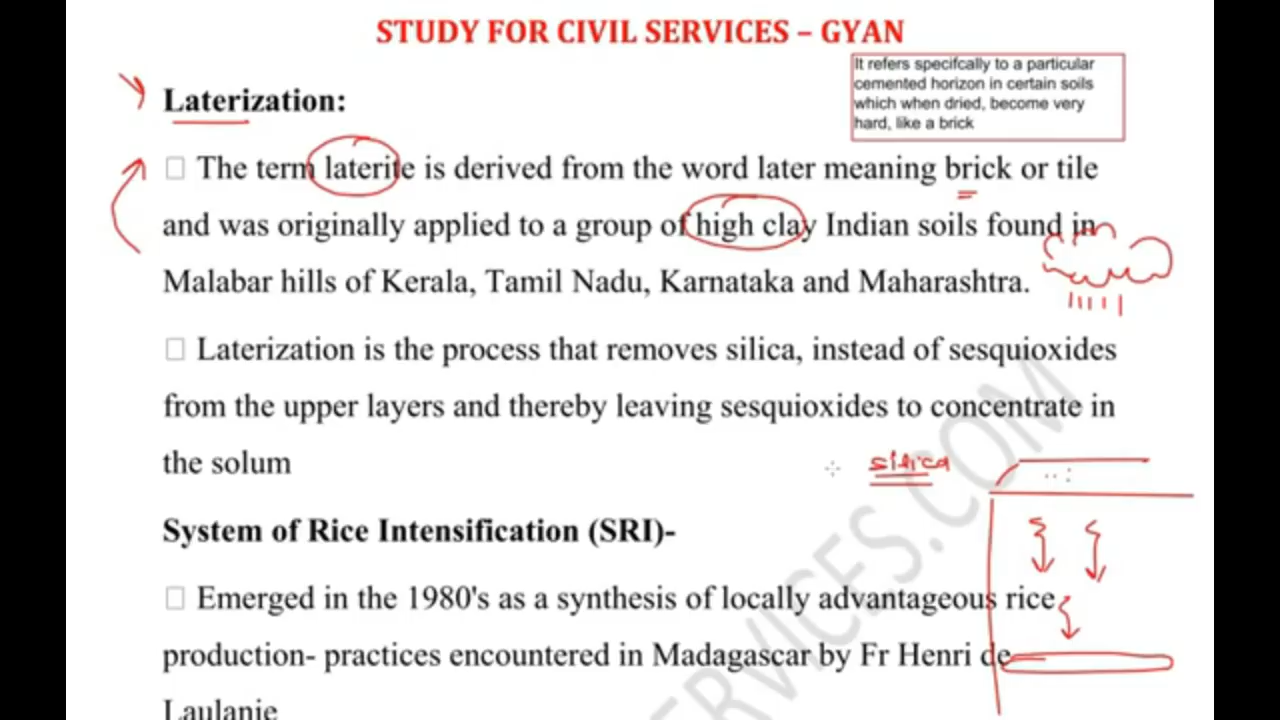 STUDY FOR CIVIL SERVICES – GYAN
It refers specifcally to a particular
cemented horizon in certain soils
which when dried, become very
hard, like a brick
Laterization:
The term laterite is derived from the word later meaning brick or tile
and was originally applied to a group of high clay Indian soils found in
Malabar hills of Kerala, Tamil Nadu, Karnataka and Maharashtra.
Laterization is the process that removes silica, instead of sesquioxides
from the upper layers and thereby leaving sesquioxides to concentrate in
the solum
silica
System of Rice Intensification (SRI)-
Emerged in the 1980's as a synthesis of locally advantageous rice
production- practices encountered in Madagascar by Fr Henri de
Laulanie
SERVICES.COM